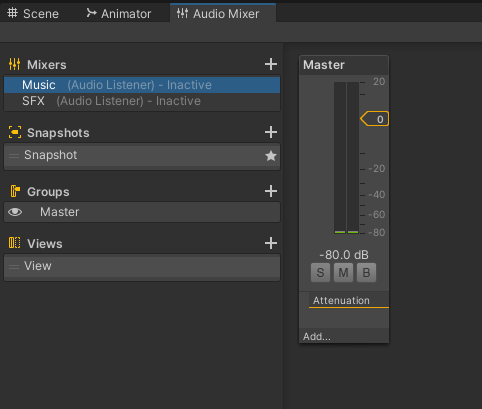 Scene Animator Audio Mixer
Mixers
Music (Audio Listener) - Inactive
SFX (Audio Listener) - Inactive
Snapshots
Snapshot
Groups
Master
Views
View
Master
20
0
-20
-40
-60
-80
-80.0 dB
S M B
Attenuation
Add...